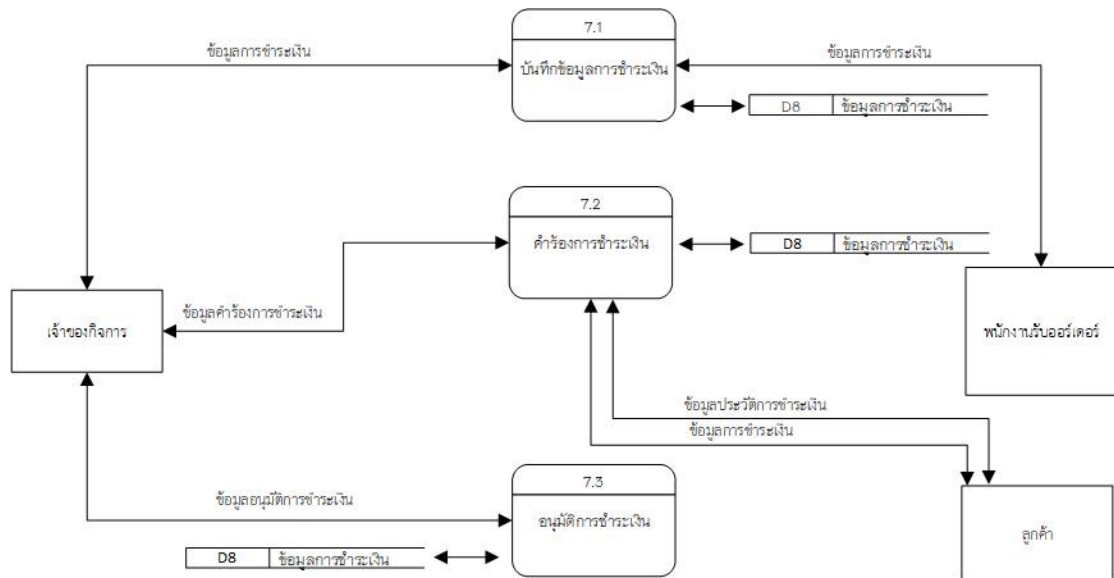 7.1
ข้อมูลการชำระเงิน
บันทึกข้อมูลการชำระเงิน
ข้อมูลการชำระเงิน
D8 ข้อมูลการชำระเงิน
7.2
คำร้องการชำระเงิน
D8 ข้อมูลการชำระเงิน
ข้อมูลคำร้องการชำระเงิน
เจ้าของกิจการ
พนักงานรับออร์เดอร์
ข้อมูลประวัติการชำระเงิน
ข้อมูลการชำระเงิน
7.3
ข้อมูลอนุมัติการชำระเงิน
อนุมัติการชำระเงิน
D8 ข้อมูลการชำระเงิน
ลูกค้า